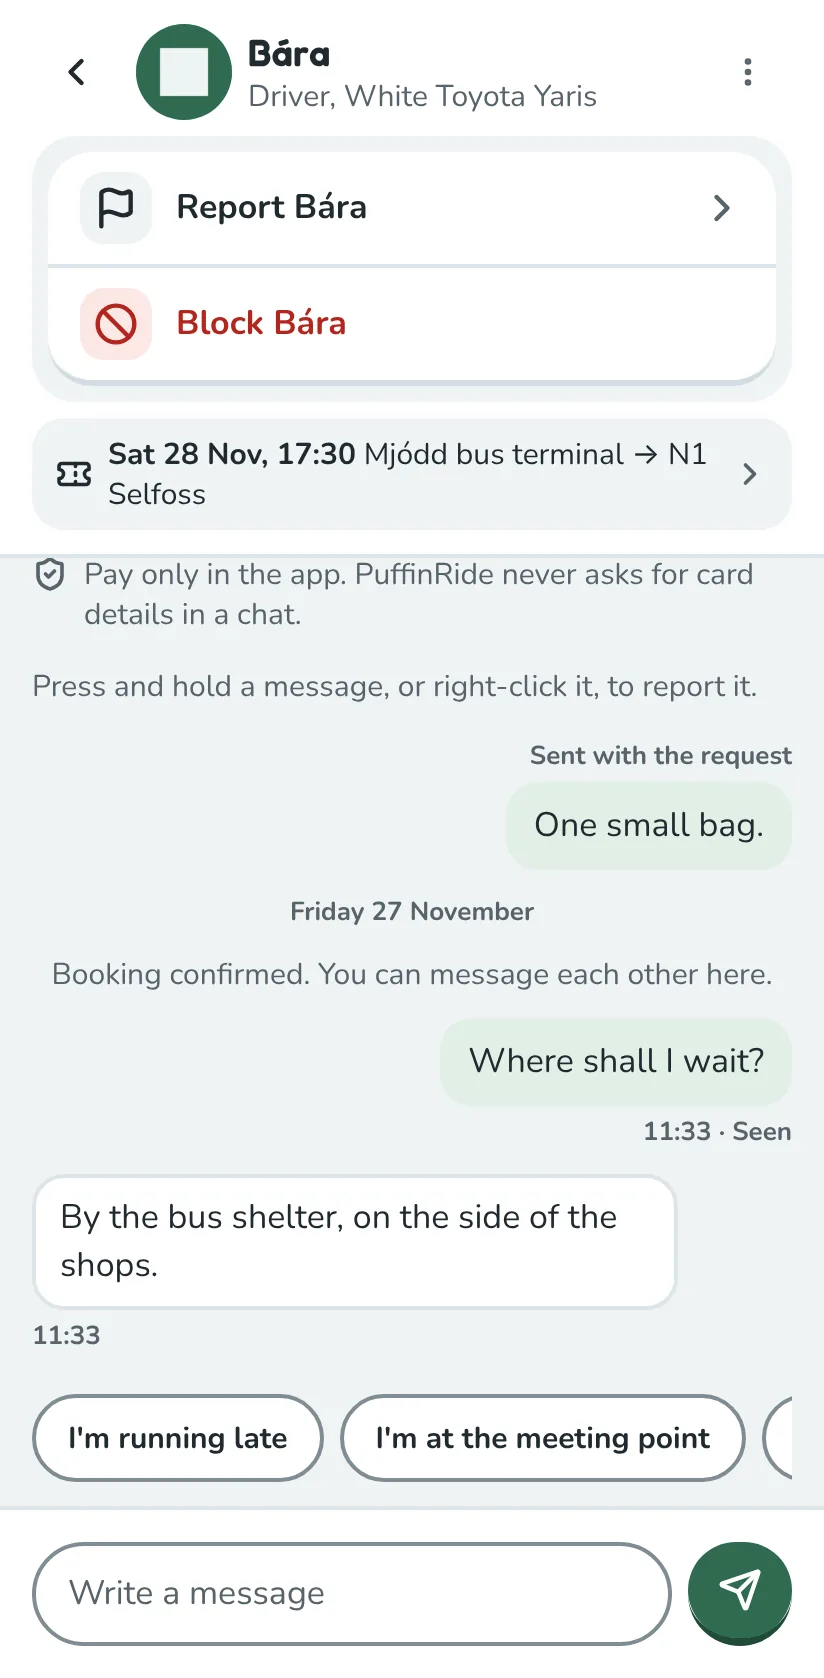 Bára
Driver, White Toyota Yaris
Report Bára
Block Bára
Sat 28 Nov, 17:30 Mjódd bus terminal → N1
Selfoss
Pay only in the app. PuffinRide never asks for card
details in a chat.
Press and hold a message, or right-click it, to report it.
Sent with the request
One small bag.
Friday 27 November
Booking confirmed. You can message each other here.
Where shall I wait?
11:33 · Seen
By the bus shelter, on the side of the
shops.
11:33
I'm running late
I'm at the meeting point
Write a message